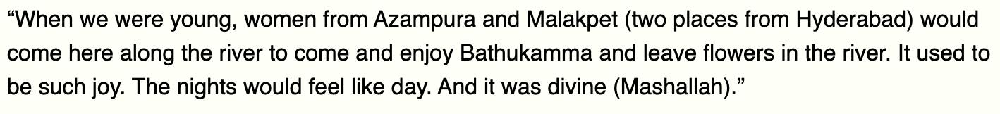 “When we were young, women from Azampura and Malakpet (two places from Hyderabad) would
come here along the river to come and enjoy Bathukamma and leave flowers in the river. It used to
be such joy. The nights would feel like day. And it was divine (Mashallah).”